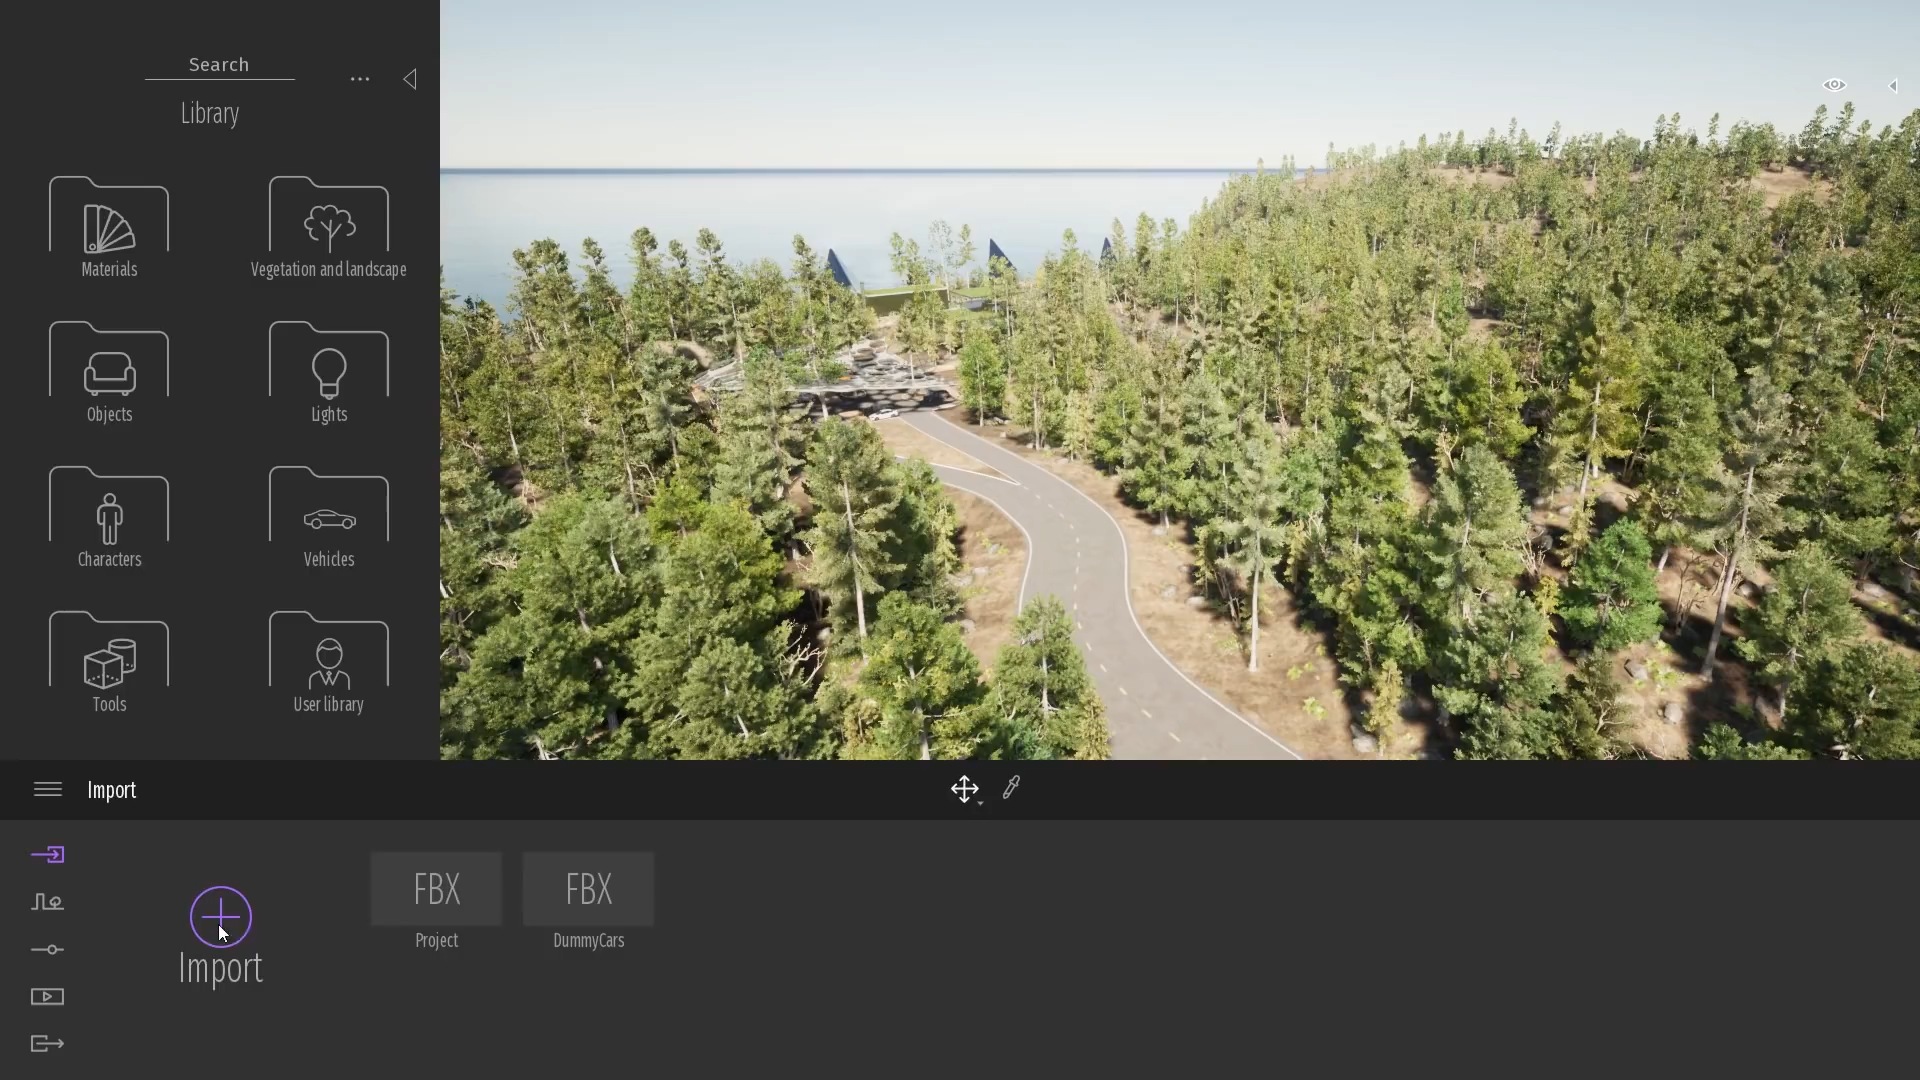 Search
...
Library
Materials
Vegetation and landscape
Objects
Lights
Characters
Vehicles
Tools
User library
Import
Import
FBX
Project
FBX
DummyCars